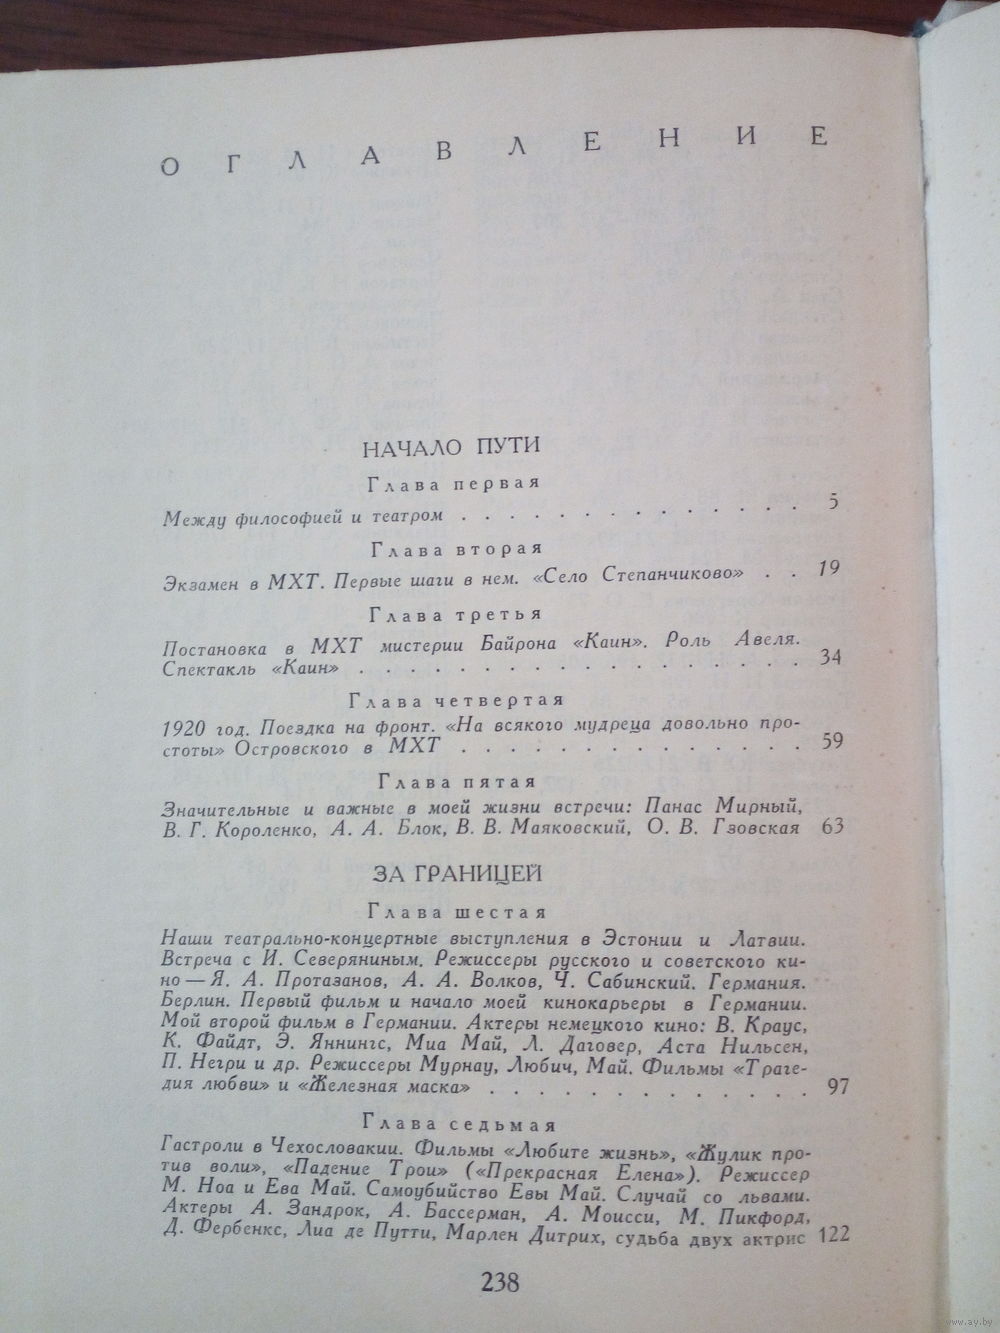 ОГЛАВЛЕНИЕ
НАЧАЛО ПУТИ
Глава первая
Между философией и театром . . . . . . . . . . . . . . 5
Глава вторая
Экзамен в МХТ. Первые шаги в нем. «Село Степанчиково» . . 19
Глава третья
Постановка в МХТ мистерии Байрона «Каин». Роль Авеля.
Спектакль «Каин» . . . . . . . . . . . . . . . . . . 34
Глава четвертая
1920 год. Поездка на фронт. «На всякого мудреца довольно про-
стоты» Островского в МХТ . . . . . . . . . . . . . . 59
Глава пятая
Значительные и важные в моей жизни встречи: Панас Мирный,
В. Г. Короленко, А. А. Блок, В. В. Маяковский, О. В. Гзовская 63
ЗА ГРАНИЦЕЙ
Глава шестая
Наши театрально-концертные выступления в Эстонии и Латвии.
Встреча с И. Северяниным. Режиссеры русского и советского ки-
но — Я. А. Протазанов, А. А. Волков, Ч. Сабинский. Германия.
Берлин. Первый фильм и начало моей кинокарьеры в Германии.
Мой второй фильм в Германии. Актеры немецкого кино: В. Краус,
К. Файдт, Э. Яннингс, Миа Май, Л. Даговер, Аста Нильсен,
П. Негри и др. Режиссеры Мурнау, Любич, Май. Фильмы «Траге-
дия любви» и «Железная маска» . . . . . . . . . . . . . 97
Глава седьмая
Гастроли в Чехословакии. Фильмы «Любите жизнь», «Жулик про-
тив воли», «Падение Трои» («Прекрасная Елена»). Режиссер
М. Ноа и Ева Май. Самоубийство Евы Май. Случай со львами.
Актеры А. Зандрок, А. Бассерман, А. Моисси, М. Пикфорд,
Д. Фербенкс, Лиа де Путти, Марлен Дитрих, судьба двух актрис 122
238
www.ay.by